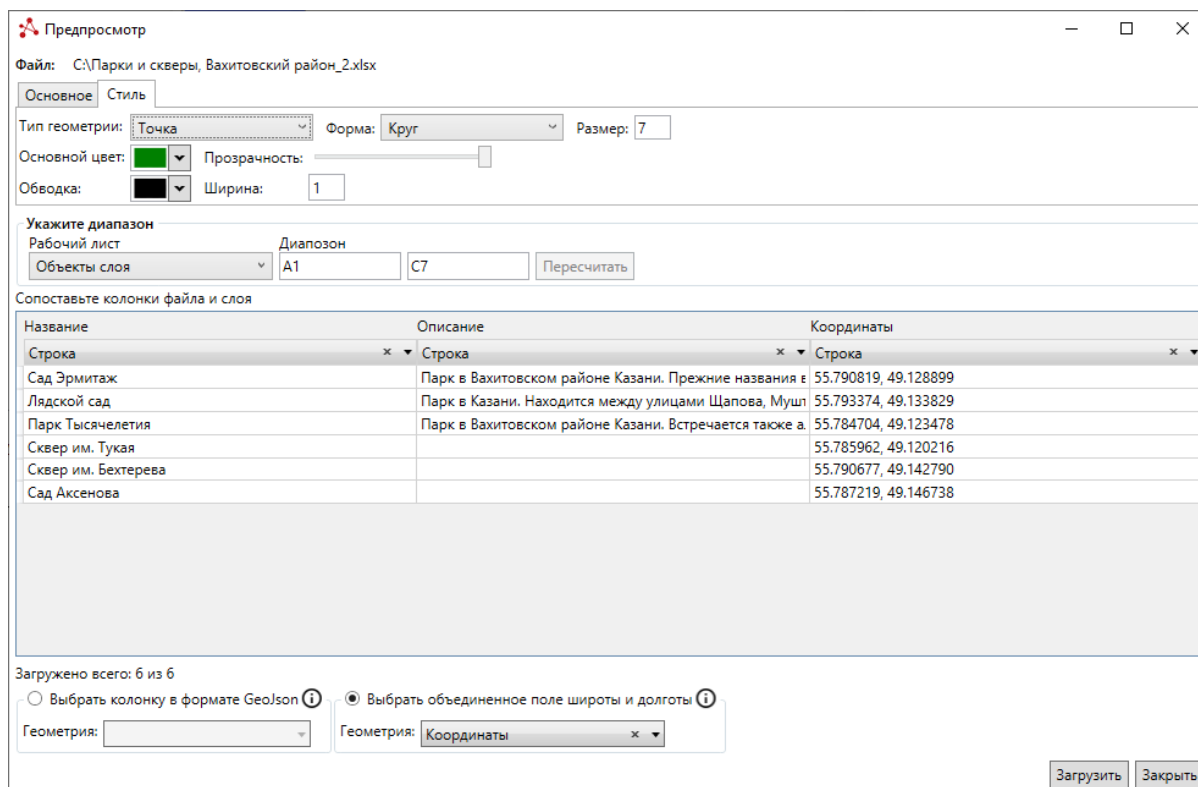 Предпросмотр
Файл: C:\Парки и скверы, Вахитовский район_2.xlsx
Основное Стиль
Тип геометрии: Точка Форма: Круг Размер: 7
Основной цвет: Прозрачность:
Обводка: Ширина: 1
Укажите диапазон
Рабочий лист Диапозон
Объекты слоя A1 C7 Пересчитать
Сопоставьте колонки файла и слоя
Название Описание Координаты
Строка Строка Строка
Сад Эрмитаж Парк в Вахитовском районе Казани. Прежние названия в 55.790819, 49.128899
Лядской сад Парк в Казани. Находится между улицами Щапова, Мушт 55.793374, 49.133829
Парк Тысячелетия Парк в Вахитовском районе Казани. Встречается также а 55.784704, 49.123478
Сквер им. Тукая 55.785962, 49.120216
Сквер им. Бехтерева 55.790677, 49.142790
Сад Аксенова 55.787219, 49.146738
Загружено всего: 6 из 6
Выбрать колонку в формате GeoJson Выбрать объединенное поле широты и долготы
Геометрия: Геометрия: Координаты
Загрузить Закрыть